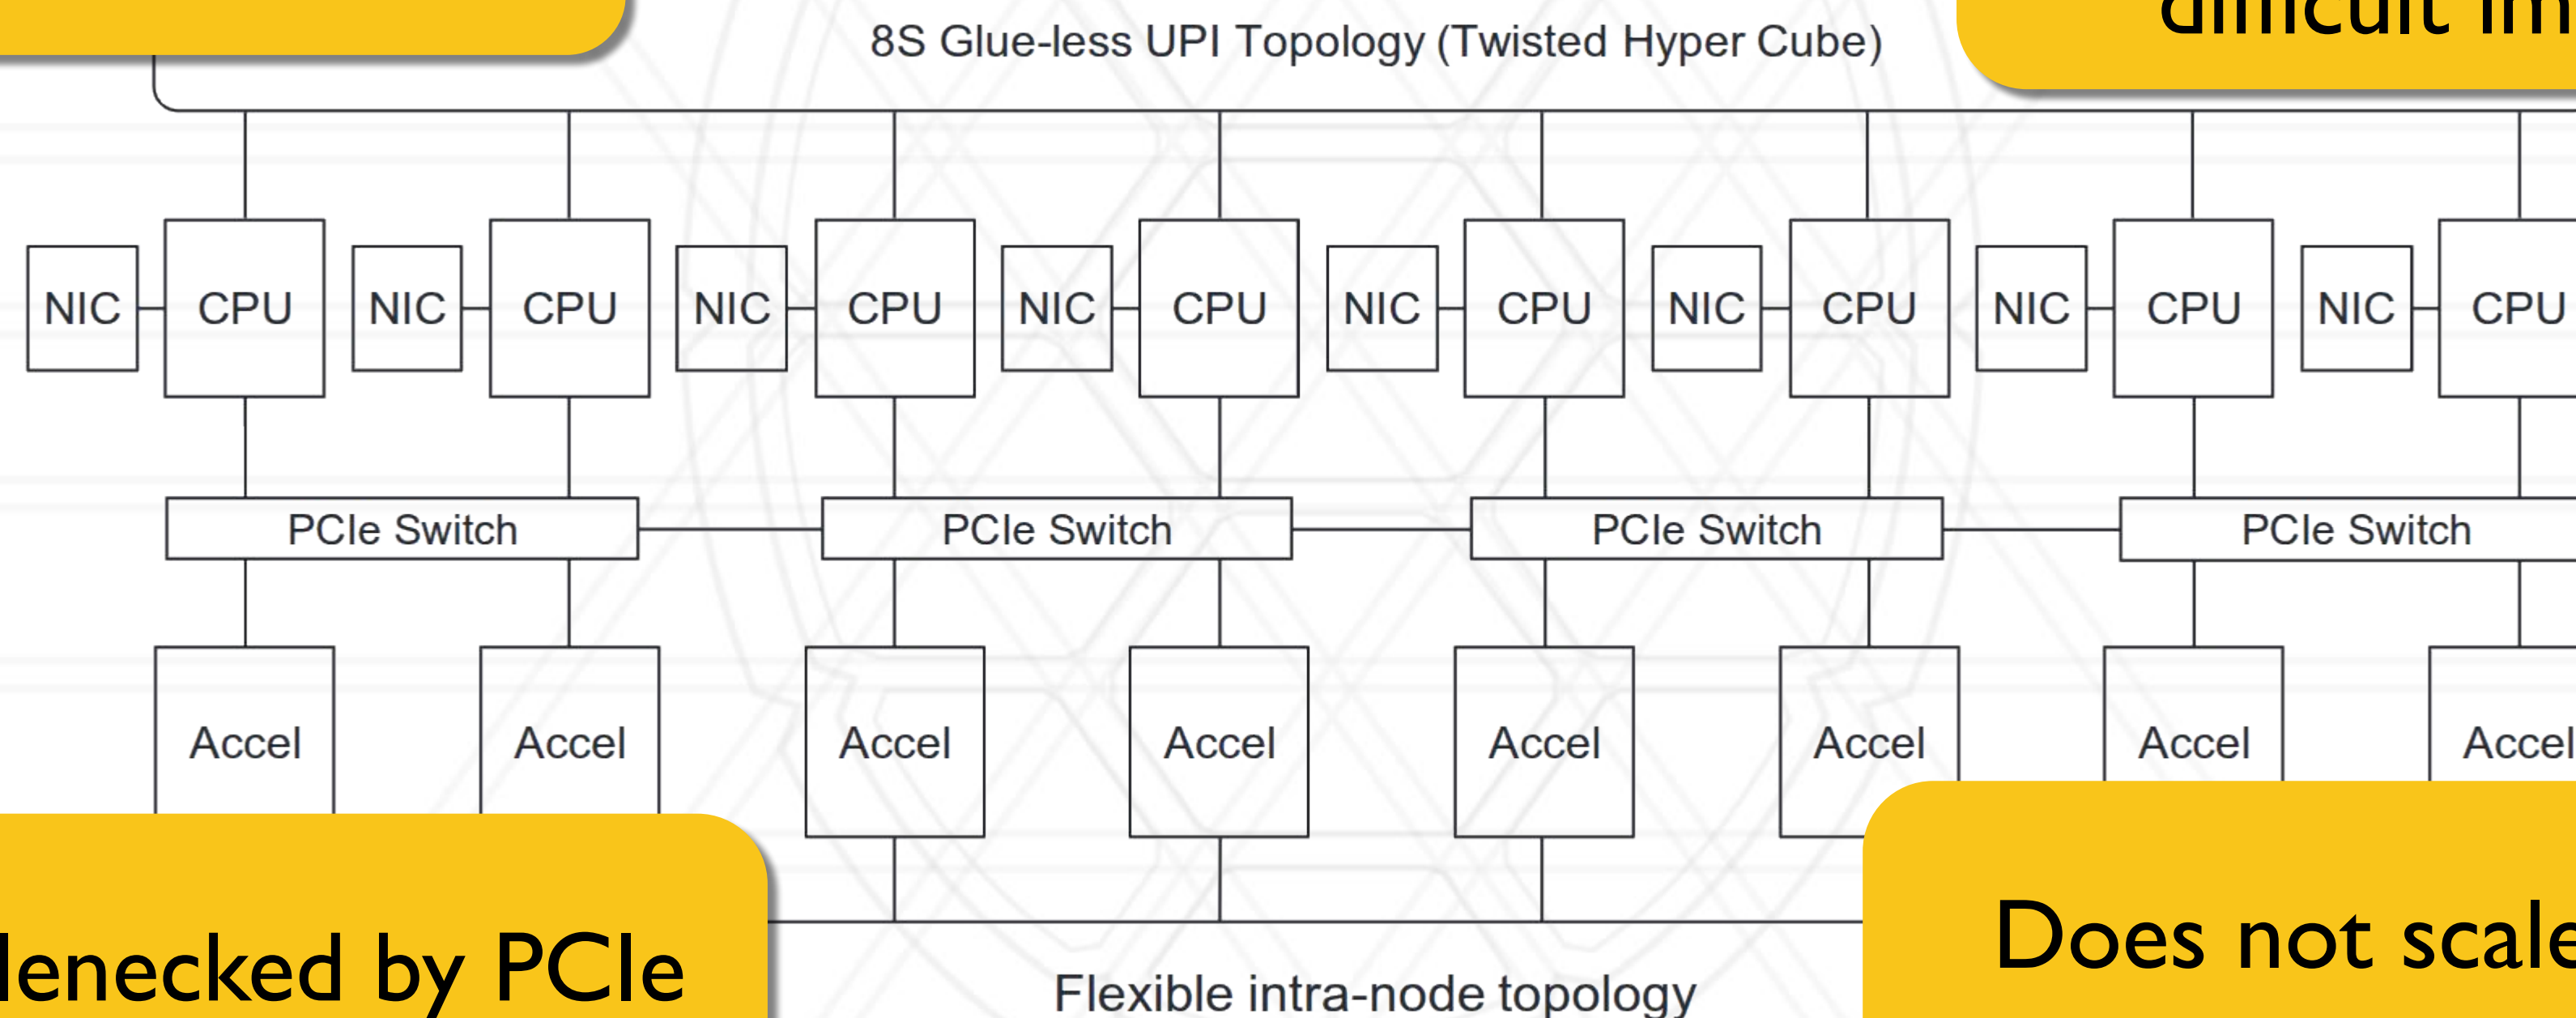 difficult im
8S Glue-less UPI Topology (Twisted Hyper Cube)
NIC CPU NIC CPU NIC CPU NIC CPU NIC CPU NIC CPU NIC CPU NIC CPU
PCIe Switch PCIe Switch PCIe Switch PCIe Switch
Accel Accel Accel Accel Accel Accel Accel Accel
lenecked by PCIe
Does not scale
Flexible intra-node topology